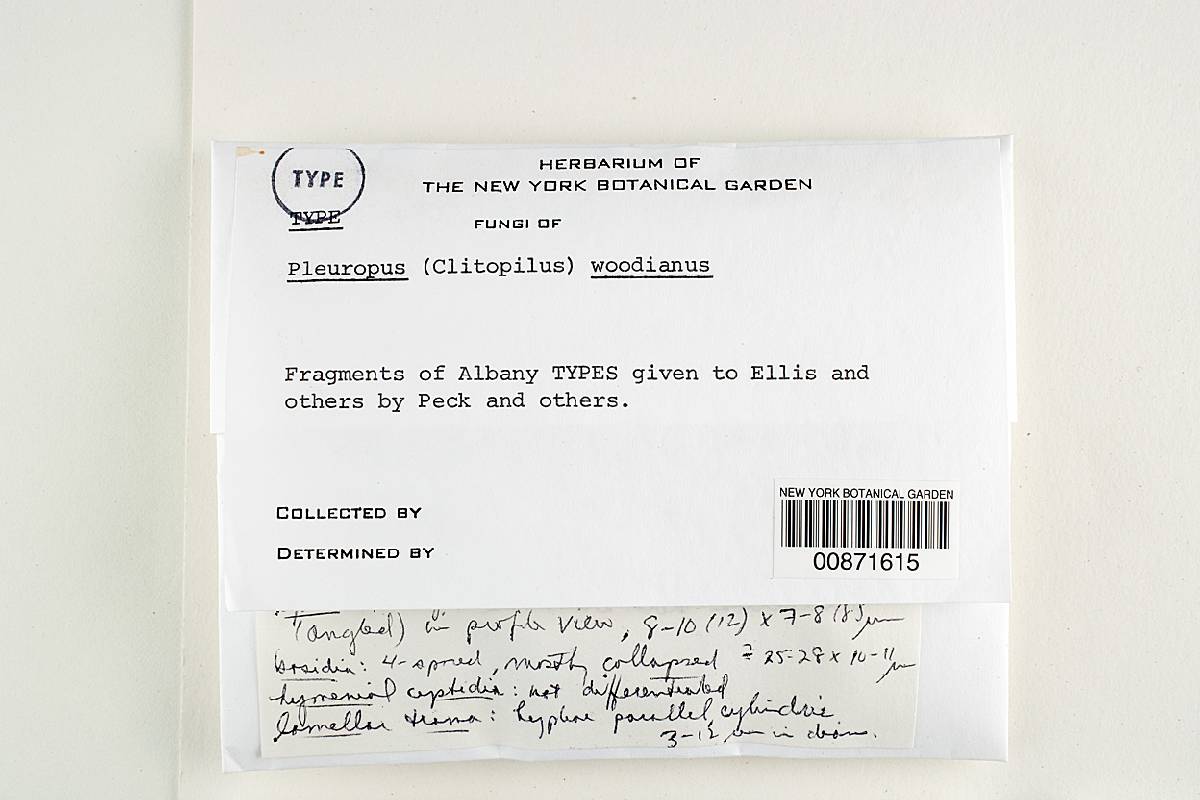 TYPE
TYPE
HERBARIUM OF
THE NEW YORK BOTANICAL GARDEN
FUNGI OF
Pleuropus (Clitopilus) woodianus
Fragments of Albany TYPES given to Ellis and
others by Peck and others.
COLLECTED BY
DETERMINED BY
NEW YORK BOTANICAL GARDEN
00871615
(angled) in profile view, 8-10 (12) x 7-8 (8.5) µm
basidia: 4-spored, mostly collapsed ± 25-28 x 10-11 µm
hymenial cystidia: not differentiated
lamellar trama: hyphae parallel, cylindric
3-12 µm in diam.